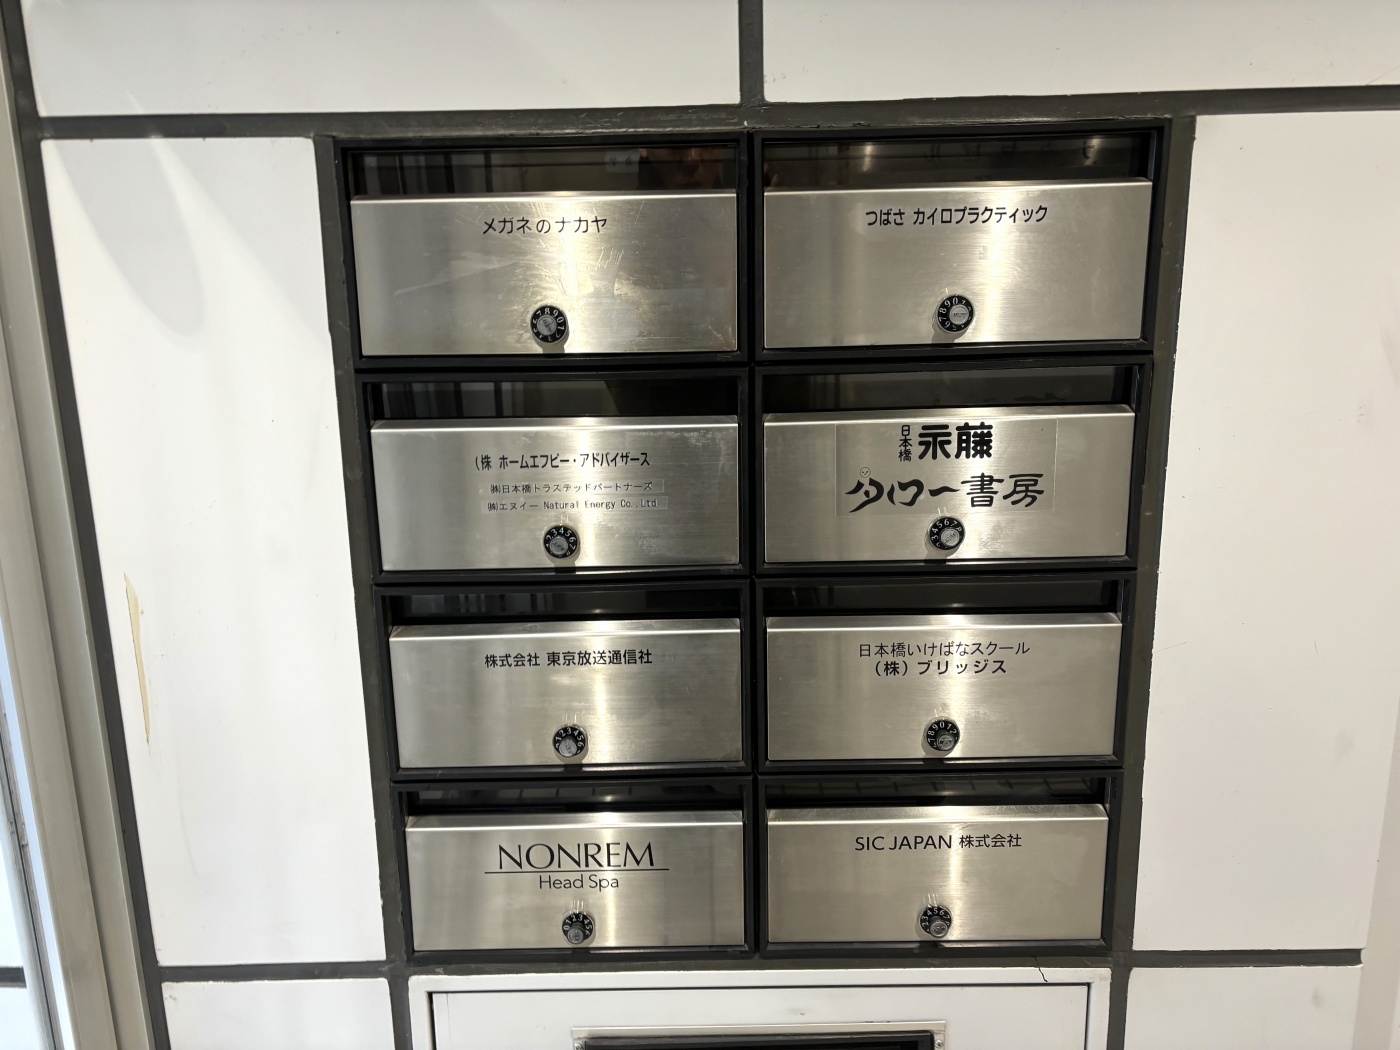 メガネのナカヤ
つばさ カイロプラクティック
(株 ホームエフピー・アドバイザース
㈱日本橋トラステッドパートナーズ
㈱エヌイー Natural Energy Co.,Ltd
日本橋 永藤
タロー書房
株式会社 東京放送通信社
日本橋いけばなスクール
(株)ブリッジス
NONREM
Head Spa
SIC JAPAN 株式会社